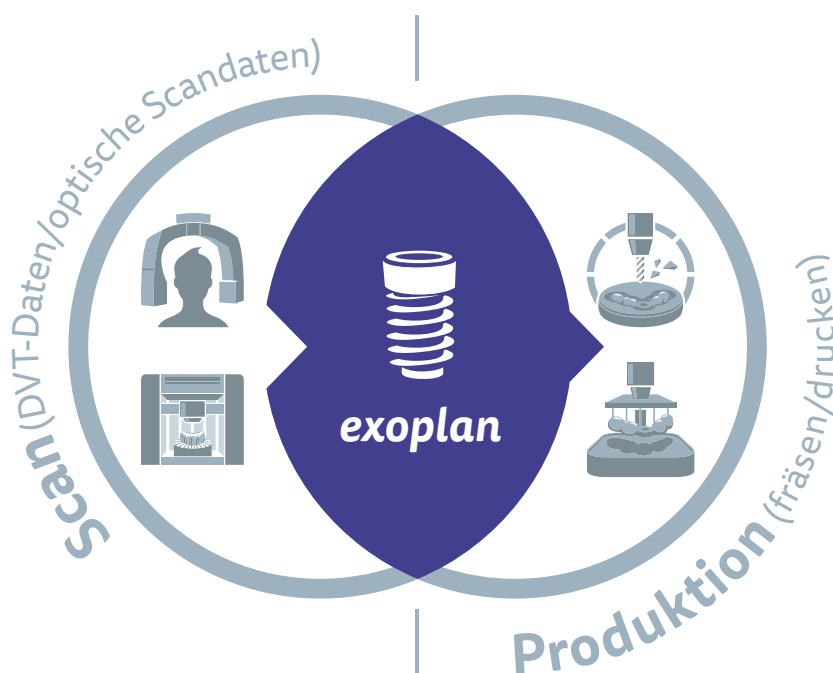 Scan (DVT-Daten/optische Scandaten)
exoplan
Produktion (fräsen/drucken)